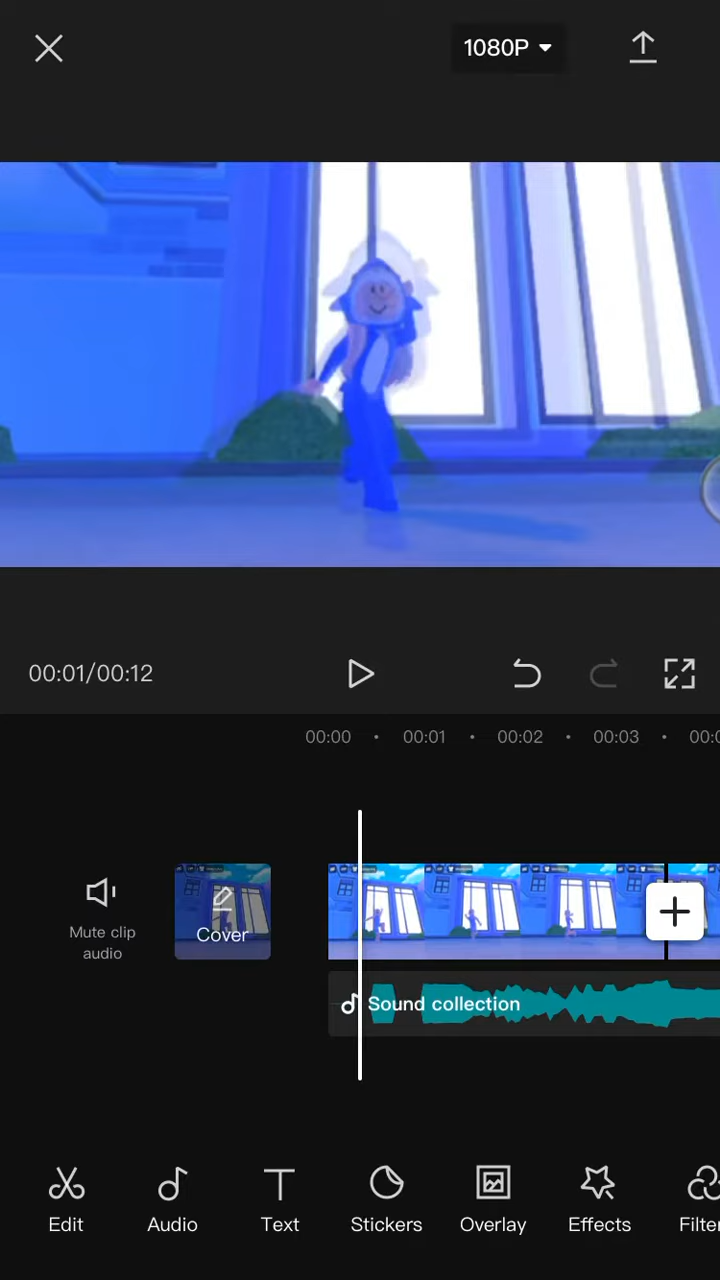 1080P
00:01/00:12
00:00 00:01 00:02 00:03
Mute clip
audio
Cover
Sound collection
Edit Audio Text Stickers Overlay Effects Filter